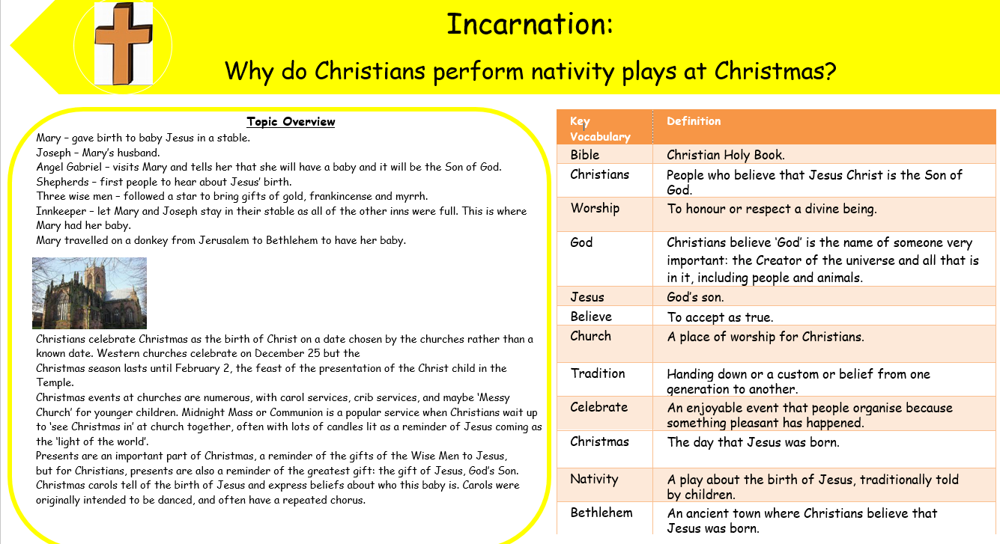 Incarnation:
Why do Christians perform nativity plays at Christmas?
Topic Overview
Mary – gave birth to baby Jesus in a stable.
Joseph – Mary's husband.
Angel Gabriel – visits Mary and tells her that she will have a baby and it will be the Son of God.
Shepherds – first people to hear about Jesus' birth.
Three wise men – followed a star to bring gifts of gold, frankincense and myrrh.
Innkeeper – let Mary and Joseph stay in their stable as all of the other inns were full. This is where
Mary had her baby.
Mary travelled on a donkey from Jerusalem to Bethlehem to have her baby.
Christians celebrate Christmas as the birth of Christ on a date chosen by the churches rather than a
known date. Western churches celebrate on December 25 but the
Christmas season lasts until February 2, the feast of the presentation of the Christ child in the
Temple.
Christmas events at churches are numerous, with carol services, crib services, and maybe 'Messy
Church' for younger children. Midnight Mass or Communion is a popular service when Christians wait up
to 'see Christmas in' at church together, often with lots of candles lit as a reminder of Jesus coming as
the 'light of the world'.
Presents are an important part of Christmas, a reminder of the gifts of the Wise Men to Jesus,
but for Christians, presents are also a reminder of the greatest gift: the gift of Jesus, God's Son.
Christmas carols tell of the birth of Jesus and express beliefs about who this baby is. Carols were
originally intended to be danced, and often have a repeated chorus.
Key
Vocabulary
Definition
Bible
Christian Holy Book.
Christians
People who believe that Jesus Christ is the Son of
God.
Worship
To honour or respect a divine being.
God
Christians believe 'God' is the name of someone very
important: the Creator of the universe and all that is
in it, including people and animals.
Jesus
God's son.
Believe
To accept as true.
Church
A place of worship for Christians.
Tradition
Handing down or a custom or belief from one
generation to another.
Celebrate
An enjoyable event that people organise because
something pleasant has happened.
Christmas
The day that Jesus was born.
Nativity
A play about the birth of Jesus, traditionally told
by children.
Bethlehem
An ancient town where Christians believe that
Jesus was born.